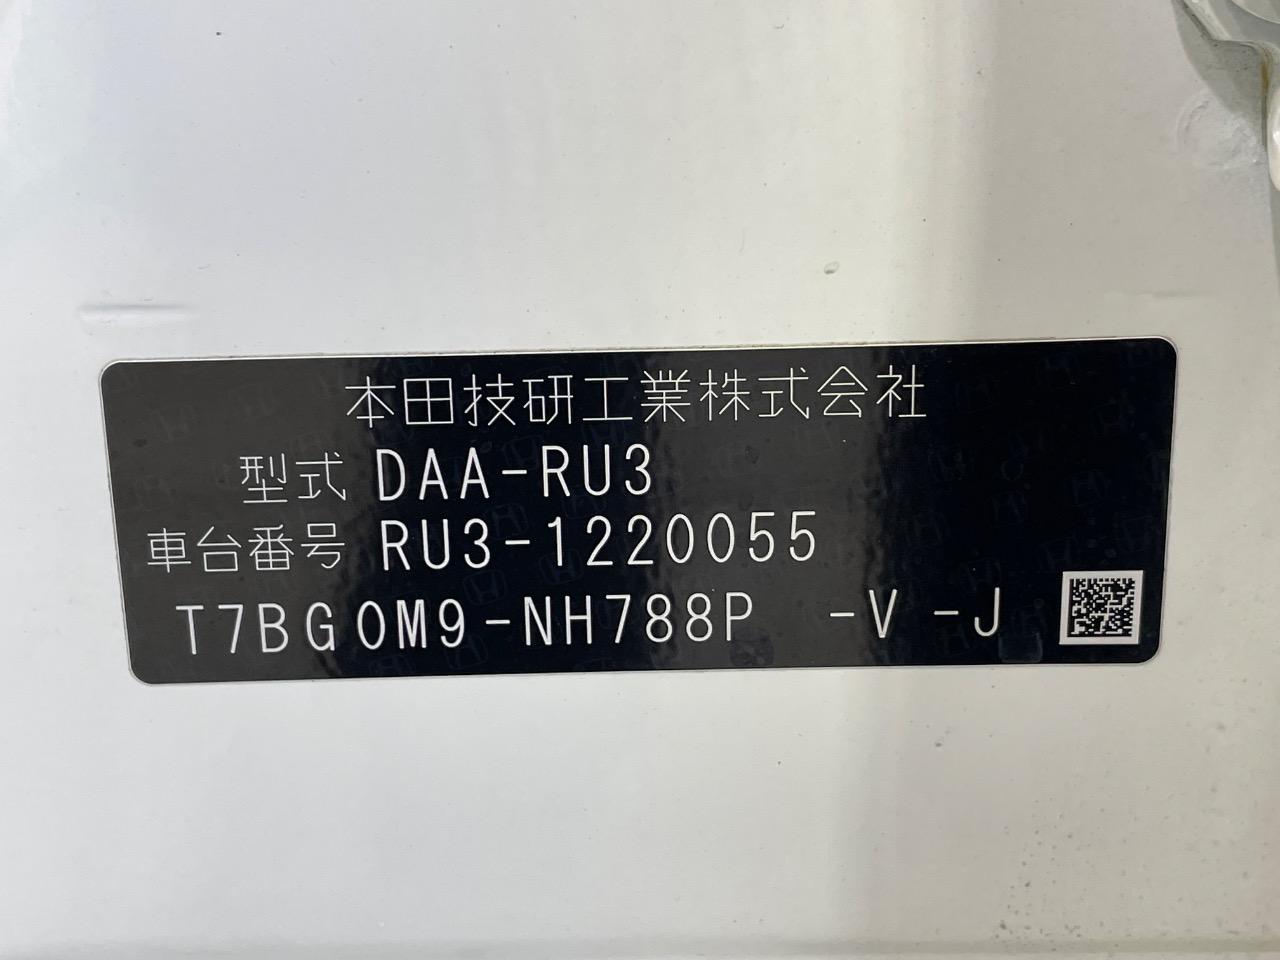 本田技研工業株式会社
型式 DAA-RU3
車台番号 RU3-1220055
T7BG0M9-NH788P -V -J